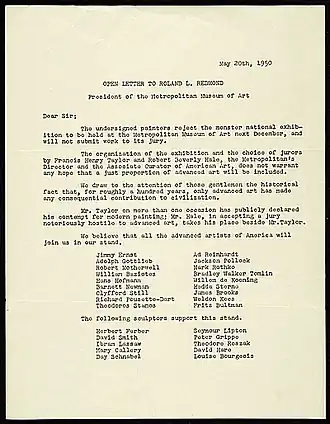 May 20th, 1950
OPEN LETTER TO ROLAND L. REDMOND
President of the Metropolitan Museum of Art
Dear Sir;
The undersigned painters reject the monster national exhibi-
tion to be held at the Metropolitan Museum of Art next December, and
will not submit work to its jury.
The organization of the exhibition and the choice of jurors
by Francis Henry Taylor and Robert Beverly Hale, the Metropolitan's
Director and the Associate Curator of American Art, does not warrant
any hope that a just proportion of advanced art will be included.
We draw to the attention of those gentlemen the historical
fact that, for roughly a hundred years, only advanced art has made
any consequential contribution to civilization.
Mr. Taylor on more than one occasion has publicly declared
his contempt for modern painting; Mr. Hale, in accepting a jury
notoriously hostile to advanced art, takes his place beside Mr. Taylor.
We believe that all the advanced artists of America will
join us in our stand.
Jimmy Ernst Ad Reinhardt
Adolph Gottlieb Jackson Pollock
Robert Motherwell Mark Rothko
William Baziotes Bradley Walker Tomlin
Hans Hofmann Willem de Kooning
Barnett Newman Hedda Sterne
Clyfford Still James Brooks
Richard Pousette-Dart Weldon Kees
Theodoros Stamos Fritz Bultman
The following sculptors support this stand.
Herbert Ferber Seymour Lipton
David Smith Peter Grippe
Ibram Lassaw Theodore Roszak
Mary Callery David Hare
Day Schnabel Louise Bourgeois